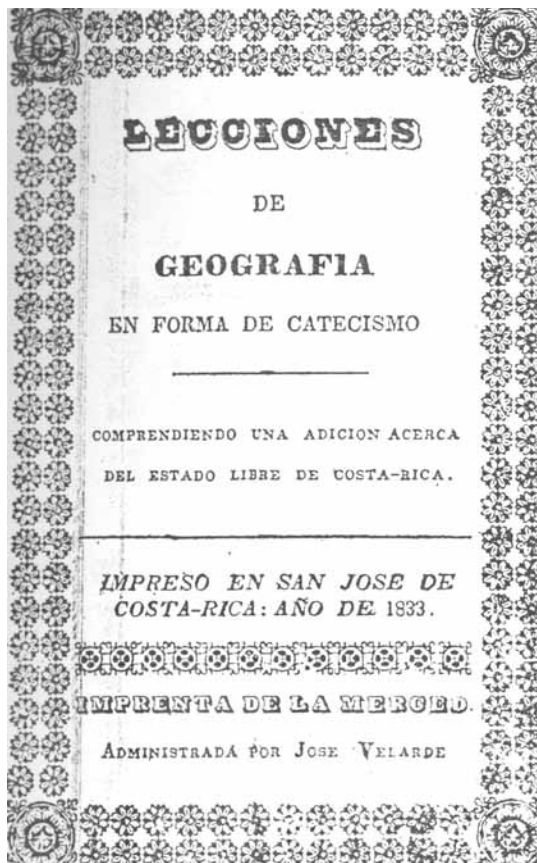 LECCIONES
DE
GEOGRAFIA
EN FORMA DE CATECISMO
COMPRENDIENDO UNA ADICION ACERCA
DEL ESTADO LIBRE DE COSTA-RICA.
IMPRESO EN SAN JOSE DE
COSTA-RICA: AÑO DE 1833.
IMPRENTA DE LA MERCED.
ADMINISTRADA POR JOSE VELARDE